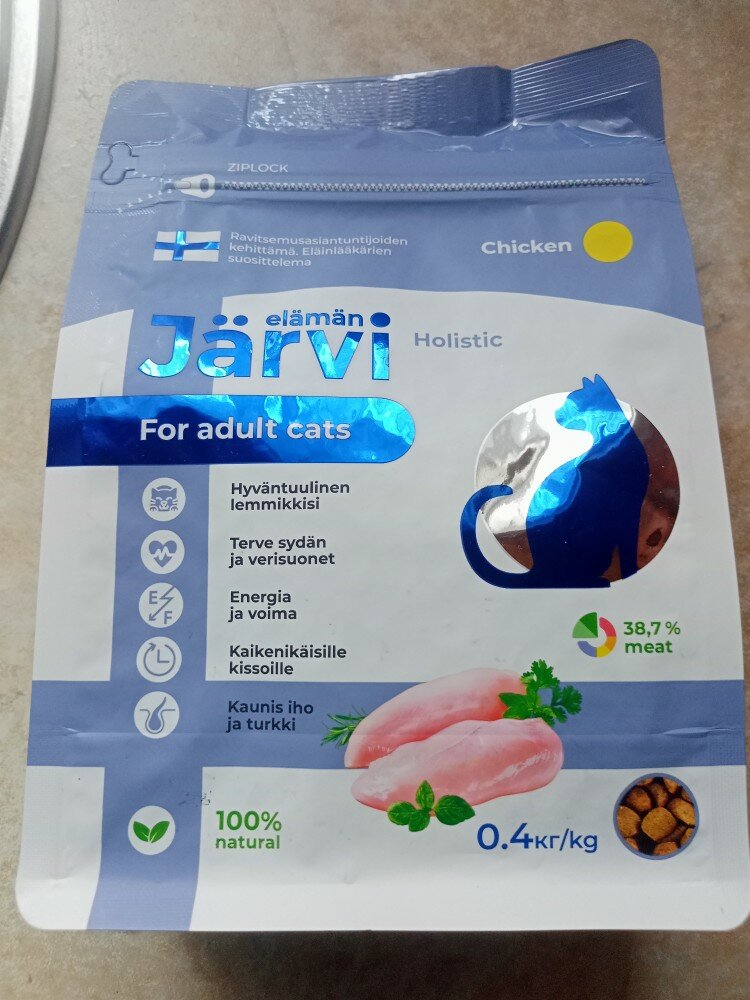 ZIPLOCK
Ravitsemusasiantuntijoiden
kehittämä. Eläinlääkärien
suosittelema
Chicken
elämän
Järvi
Holistic
For adult cats
Hyväntuulinen
lemmikkisi
Terve sydän
ja verisuonet
E
F
Energia
ja voima
Kaikenikäisille
kissoille
Kaunis iho
ja turkki
38,7 %
meat
100%
natural
0.4кг/kg